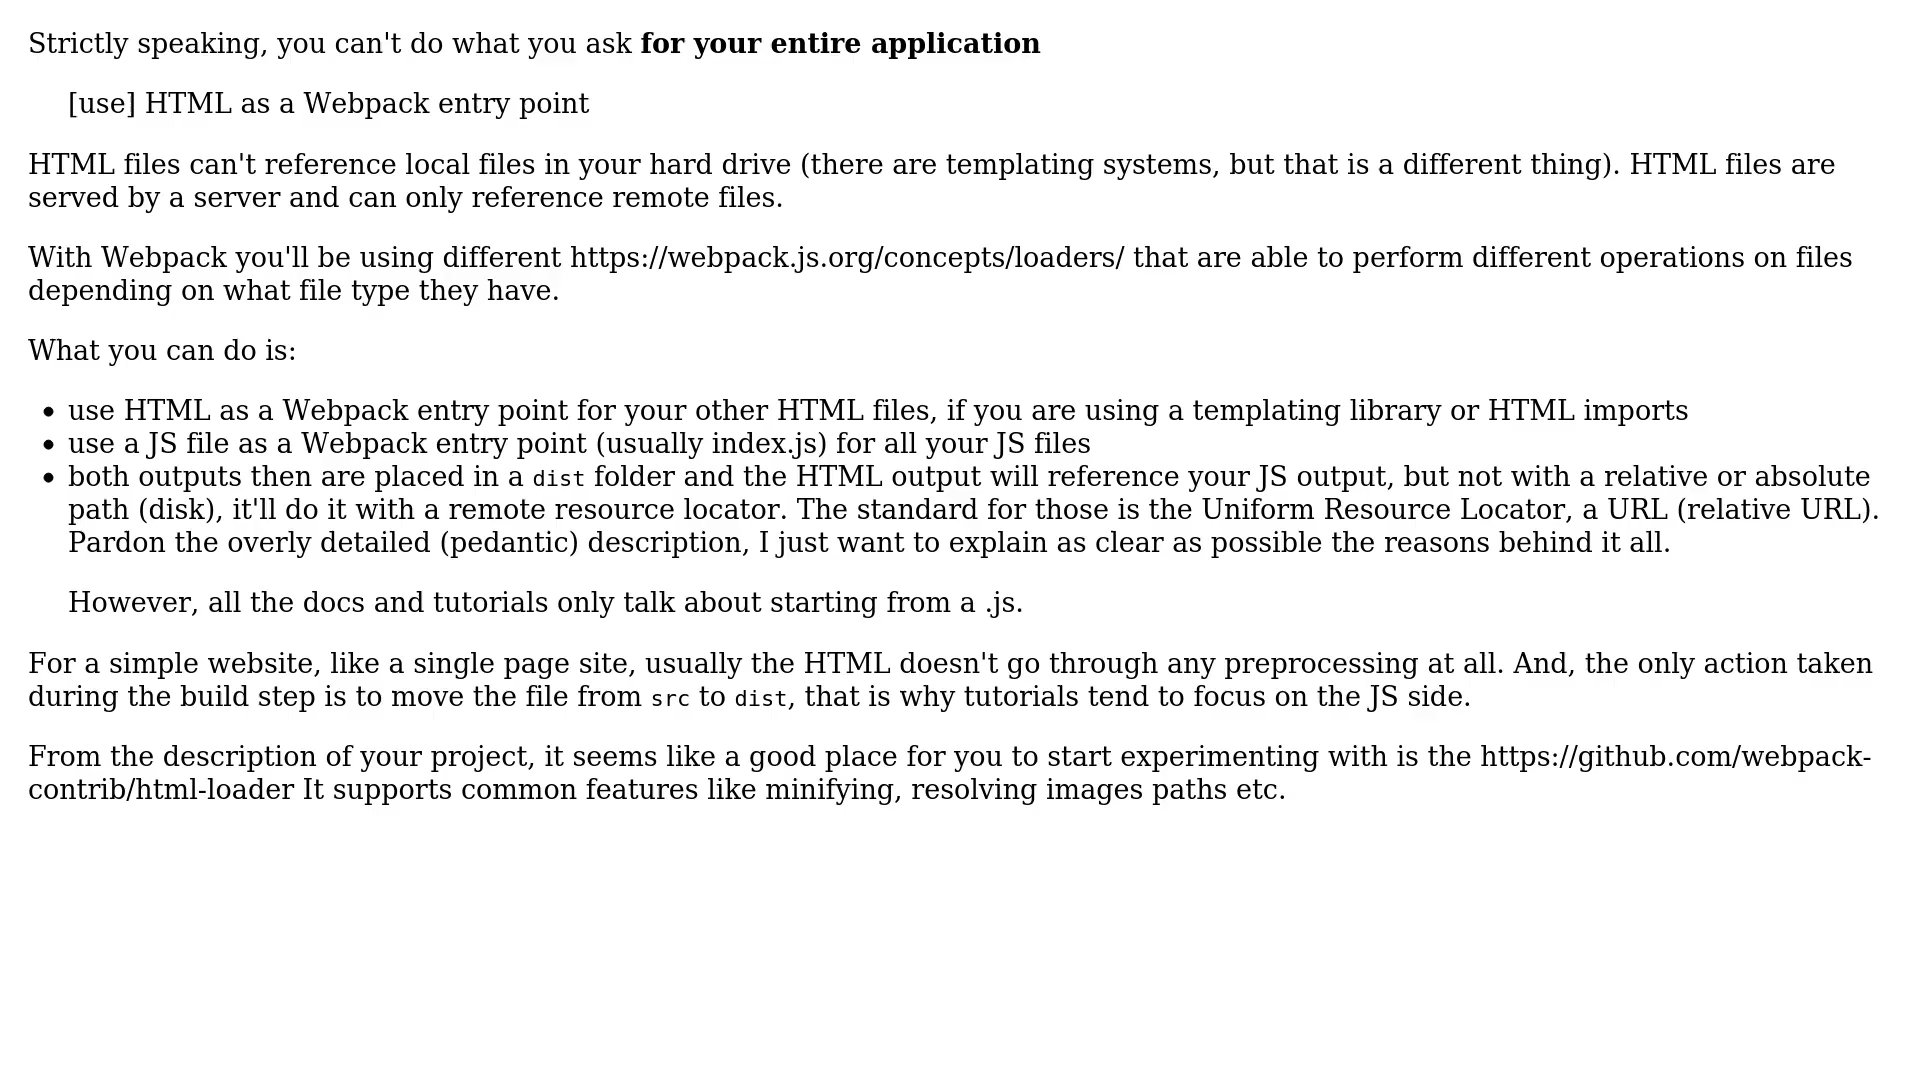 Strictly speaking, you can't do what you ask for your entire application
[use] HTML as a Webpack entry point
HTML files can't reference local files in your hard drive (there are templating systems, but that is a different thing). HTML files are
served by a server and can only reference remote files.
With Webpack you'll be using different https://webpack.js.org/concepts/loaders/ that are able to perform different operations on files
depending on what file type they have.
What you can do is:
• use HTML as a Webpack entry point for your other HTML files, if you are using a templating library or HTML imports
• use a JS file as a Webpack entry point (usually index.js) for all your JS files
• both outputs then are placed in a dist folder and the HTML output will reference your JS output, but not with a relative or absolute
path (disk), it'll do it with a remote resource locator. The standard for those is the Uniform Resource Locator, a URL (relative URL).
Pardon the overly detailed (pedantic) description, I just want to explain as clear as possible the reasons behind it all.
However, all the docs and tutorials only talk about starting from a .js.
For a simple website, like a single page site, usually the HTML doesn't go through any preprocessing at all. And, the only action taken
during the build step is to move the file from src to dist, that is why tutorials tend to focus on the JS side.
From the description of your project, it seems like a good place for you to start experimenting with is the https://github.com/webpack-
contrib/html-loader It supports common features like minifying, resolving images paths etc.